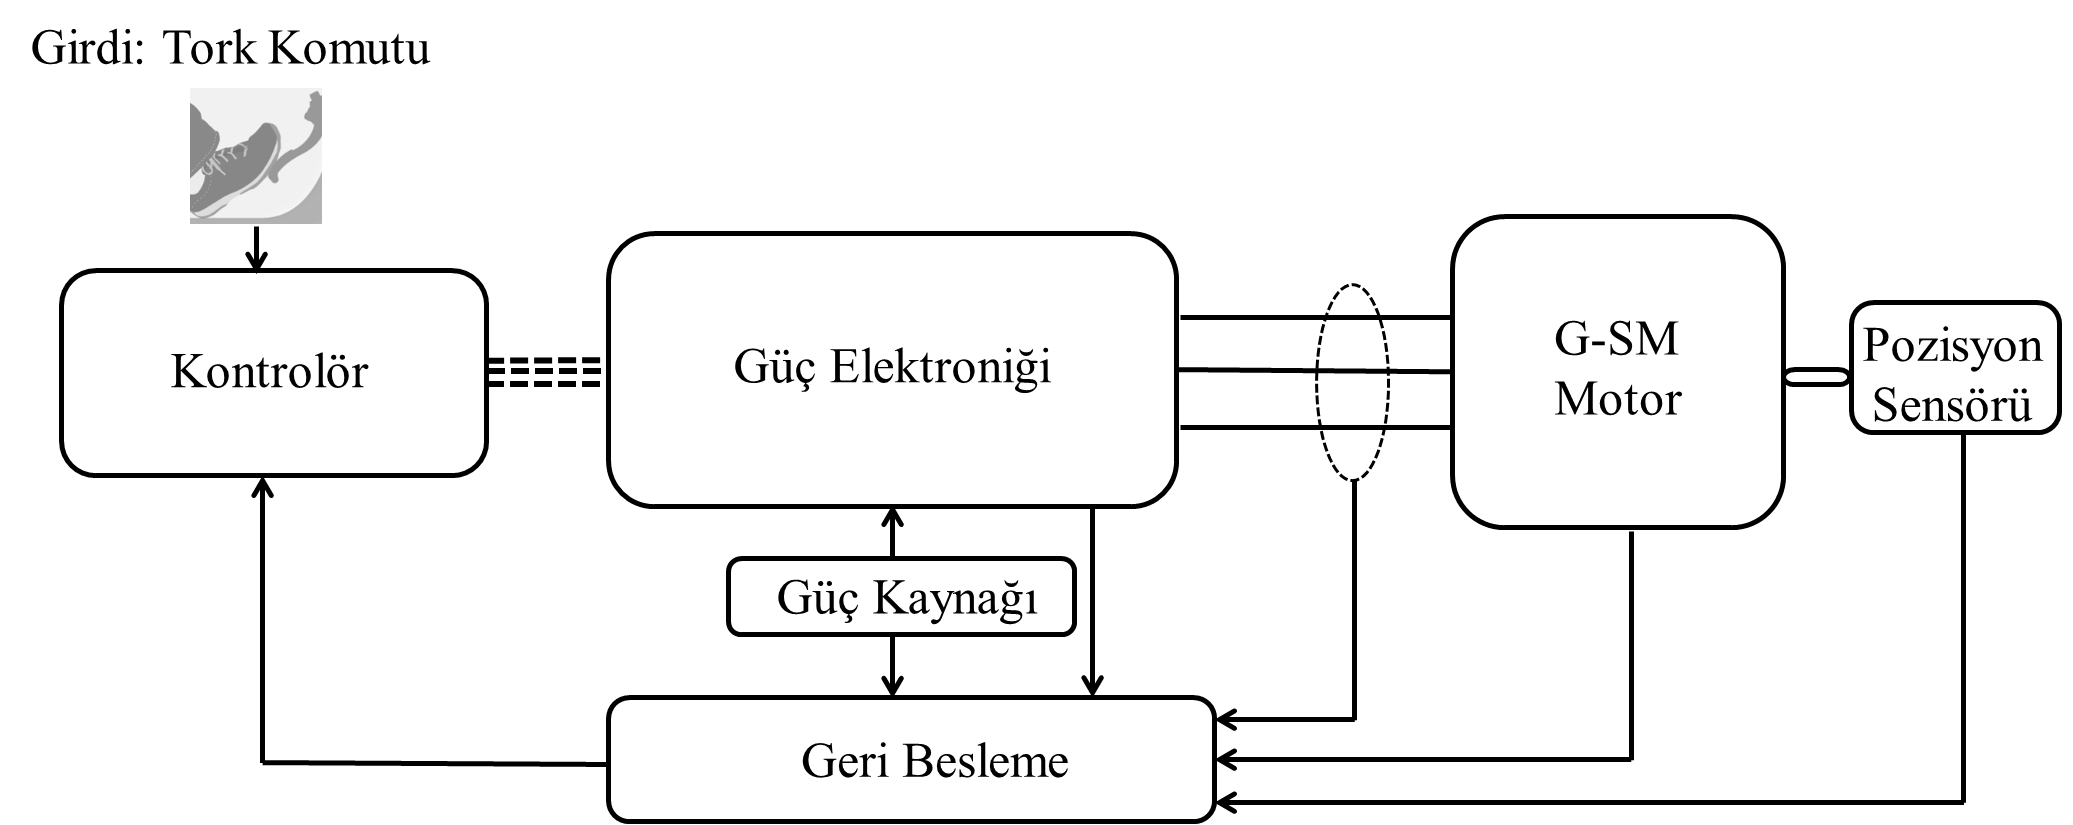 Girdi: Tork Komutu
Kontrolör
Güç Elektroniği
G-SM
Motor
Pozisyon
Sensörü
Güç Kaynağı
Geri Besleme